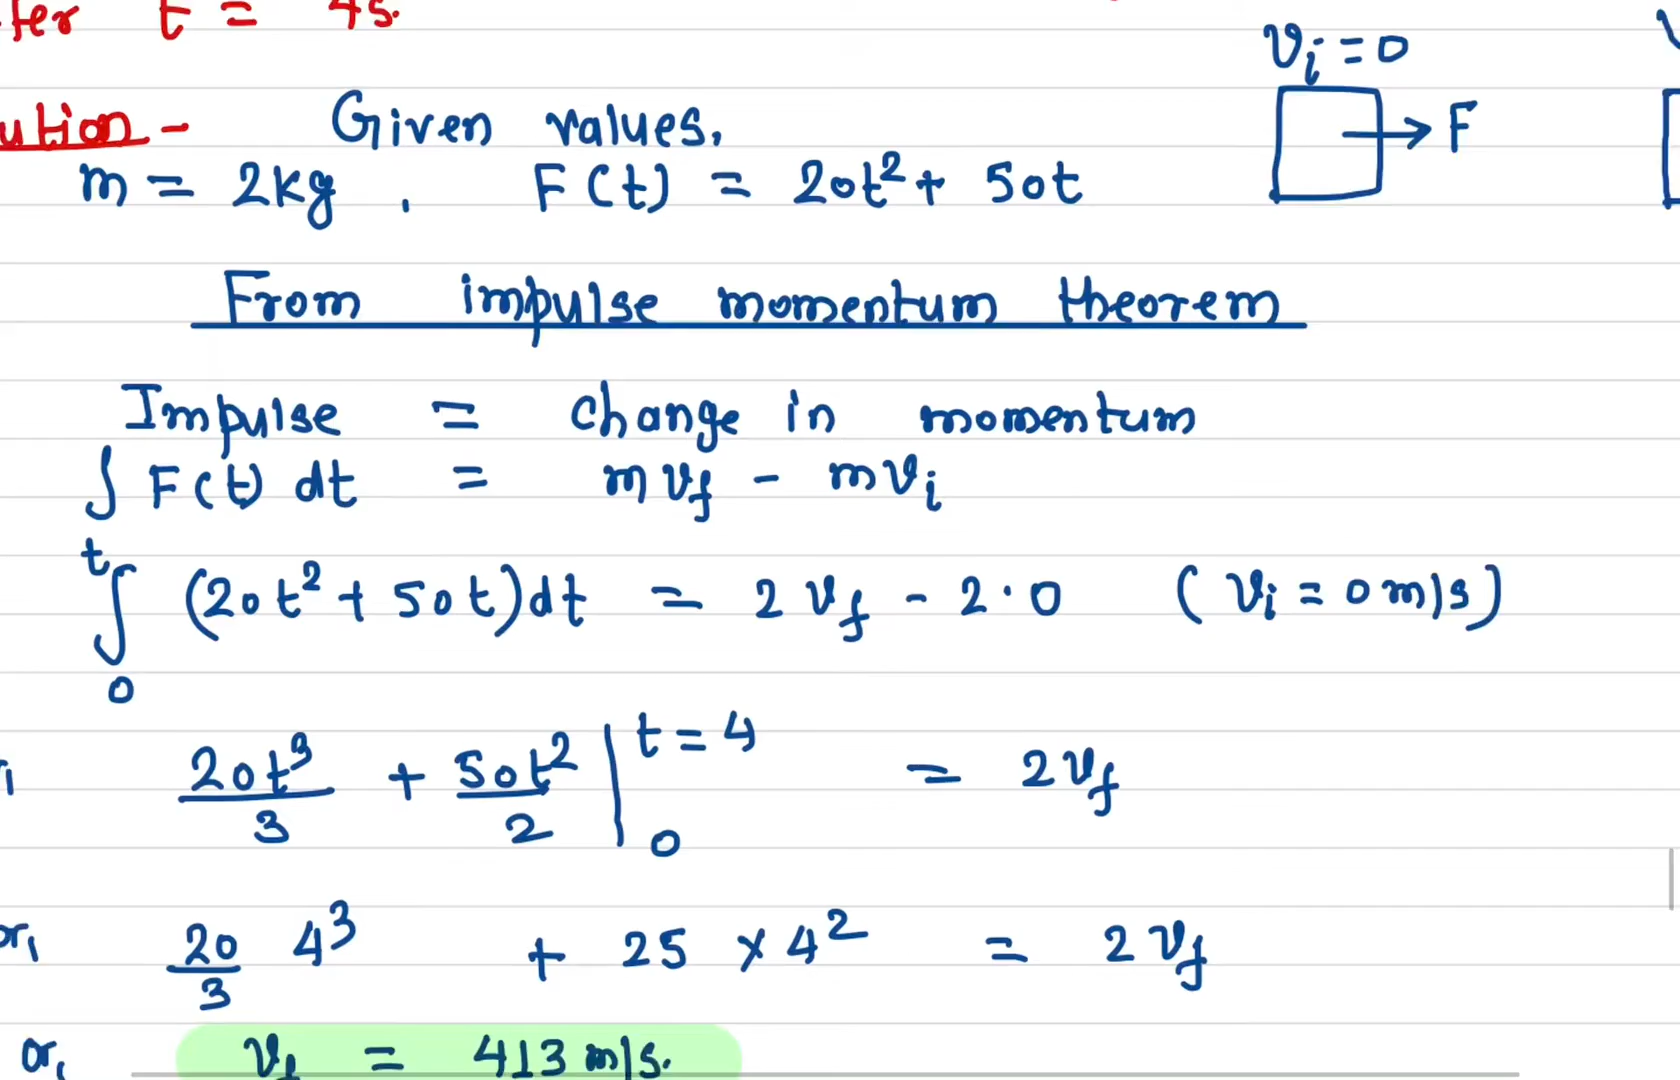 t = 4s.
vᵢ = 0
F
Given values,
m = 2kg , F(t) = 20t² + 50t
From impulse momentum theorem
Impulse = change in momentum
∫ F(t) dt = mv_f - mvᵢ
∫₀ᵗ (20t² + 50t)dt = 2v_f - 2·0 (vᵢ = 0 m/s)
20t³/3 + 50t²/2 |₀ t = 4 = 2v_f
or, 20/3 4³ + 25 × 4² = 2v_f
or, v_f = 413 m/s.